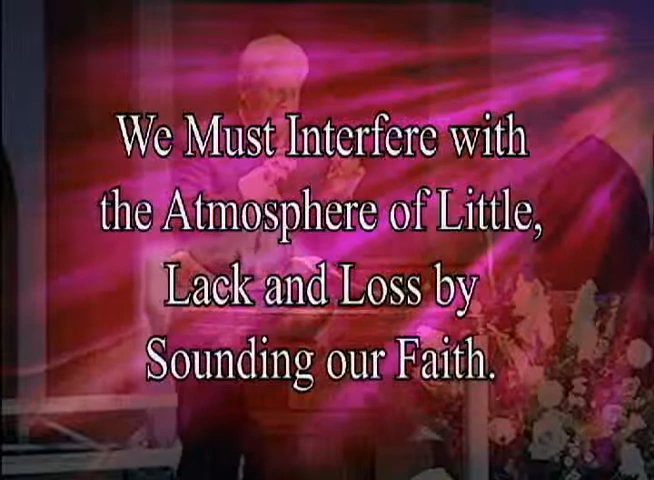 We Must Interfere with
the Atmosphere of Little,
Lack and Loss by
Sounding our Faith.